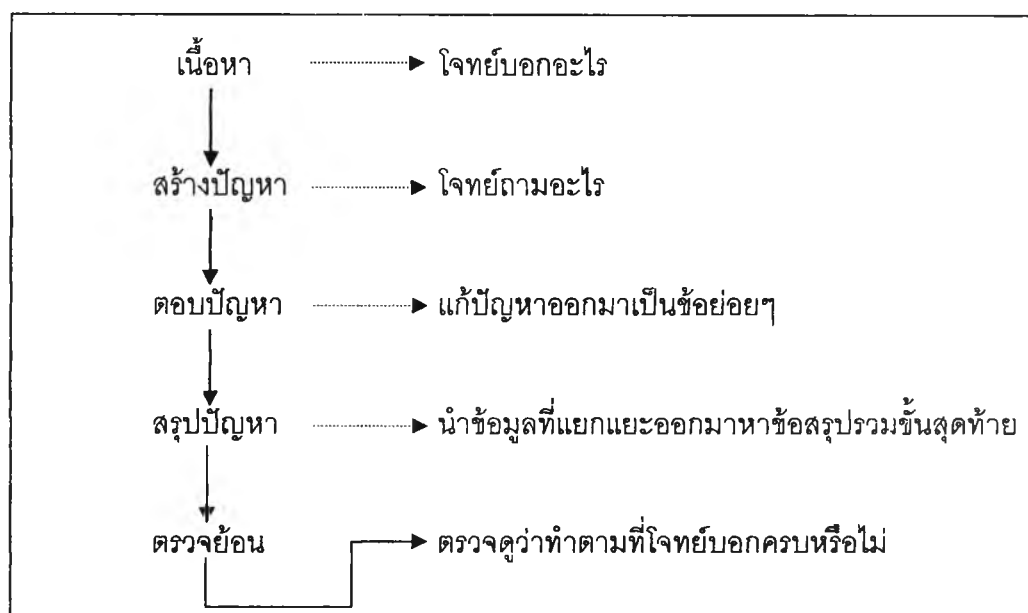 เนื้อหา โจทย์บอกอะไร
สร้างปัญหา โจทย์ถามอะไร
ตอบปัญหา แก้ปัญหาออกมาเป็นข้อย่อยๆ
สรุปปัญหา นำข้อมูลที่แยกแยะออกมาหาข้อสรุปรวมขั้นสุดท้าย
ตรวจย้อน ตรวจดูว่าทำตามที่โจทย์บอกครบหรือไม่